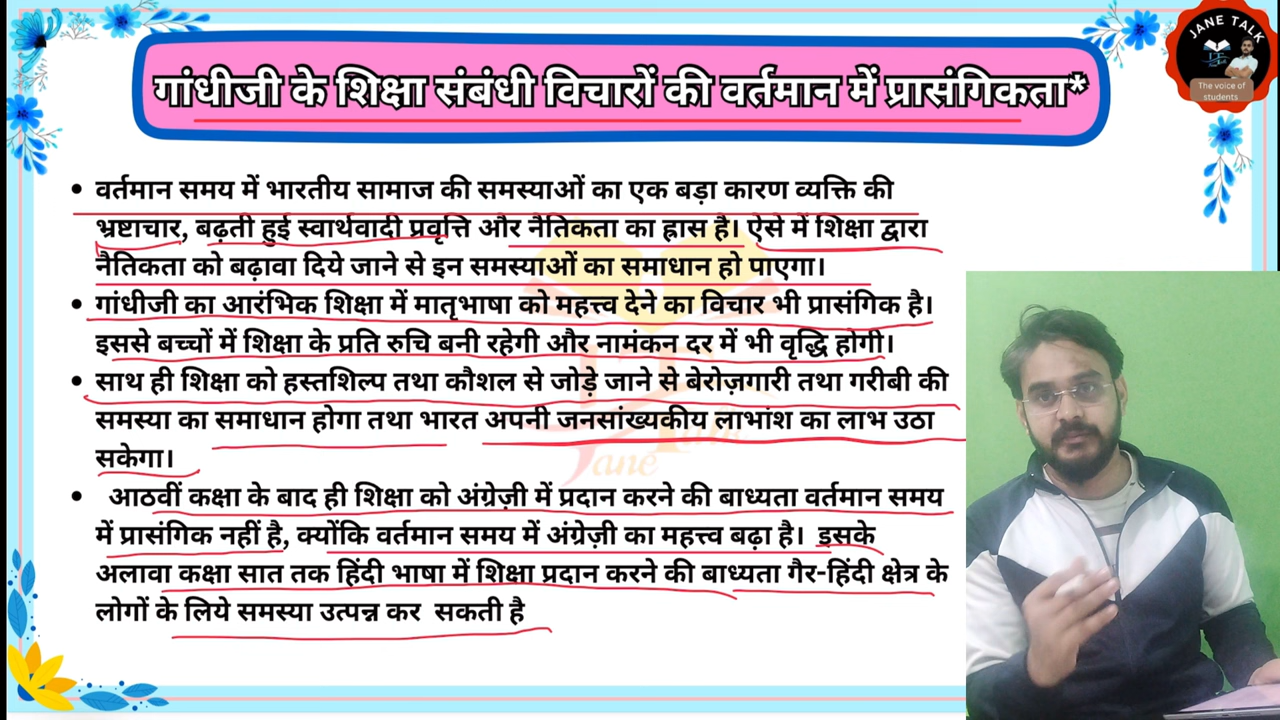 गांधीजी के शिक्षा संबंधी विचारों की वर्तमान में प्रासंगिकता*
JANE TALK
The voice of
students
• वर्तमान समय में भारतीय सामाज की समस्याओं का एक बड़ा कारण व्यक्ति की
भ्रष्टाचार, बढ़ती हुई स्वार्थवादी प्रवृत्ति और नैतिकता का ह्रास है। ऐसे में शिक्षा द्वारा
नैतिकता को बढ़ावा दिये जाने से इन समस्याओं का समाधान हो पाएगा।
• गांधीजी का आरंभिक शिक्षा में मातृभाषा को महत्त्व देने का विचार भी प्रासंगिक है।
इससे बच्चों में शिक्षा के प्रति रुचि बनी रहेगी और नामंकन दर में भी वृद्धि होगी।
• साथ ही शिक्षा को हस्तशिल्प तथा कौशल से जोड़े जाने से बेरोज़गारी तथा गरीबी की
समस्या का समाधान होगा तथा भारत अपनी जनसांख्यकीय लाभांश का लाभ उठा
सकेगा।
• आठवीं कक्षा के बाद ही शिक्षा को अंग्रेज़ी में प्रदान करने की बाध्यता वर्तमान समय
में प्रासंगिक नहीं है, क्योंकि वर्तमान समय में अंग्रेज़ी का महत्त्व बढ़ा है। इसके
अलावा कक्षा सात तक हिंदी भाषा में शिक्षा प्रदान करने की बाध्यता गैर-हिंदी क्षेत्र के
लोगों के लिये समस्या उत्पन्न कर सकती है